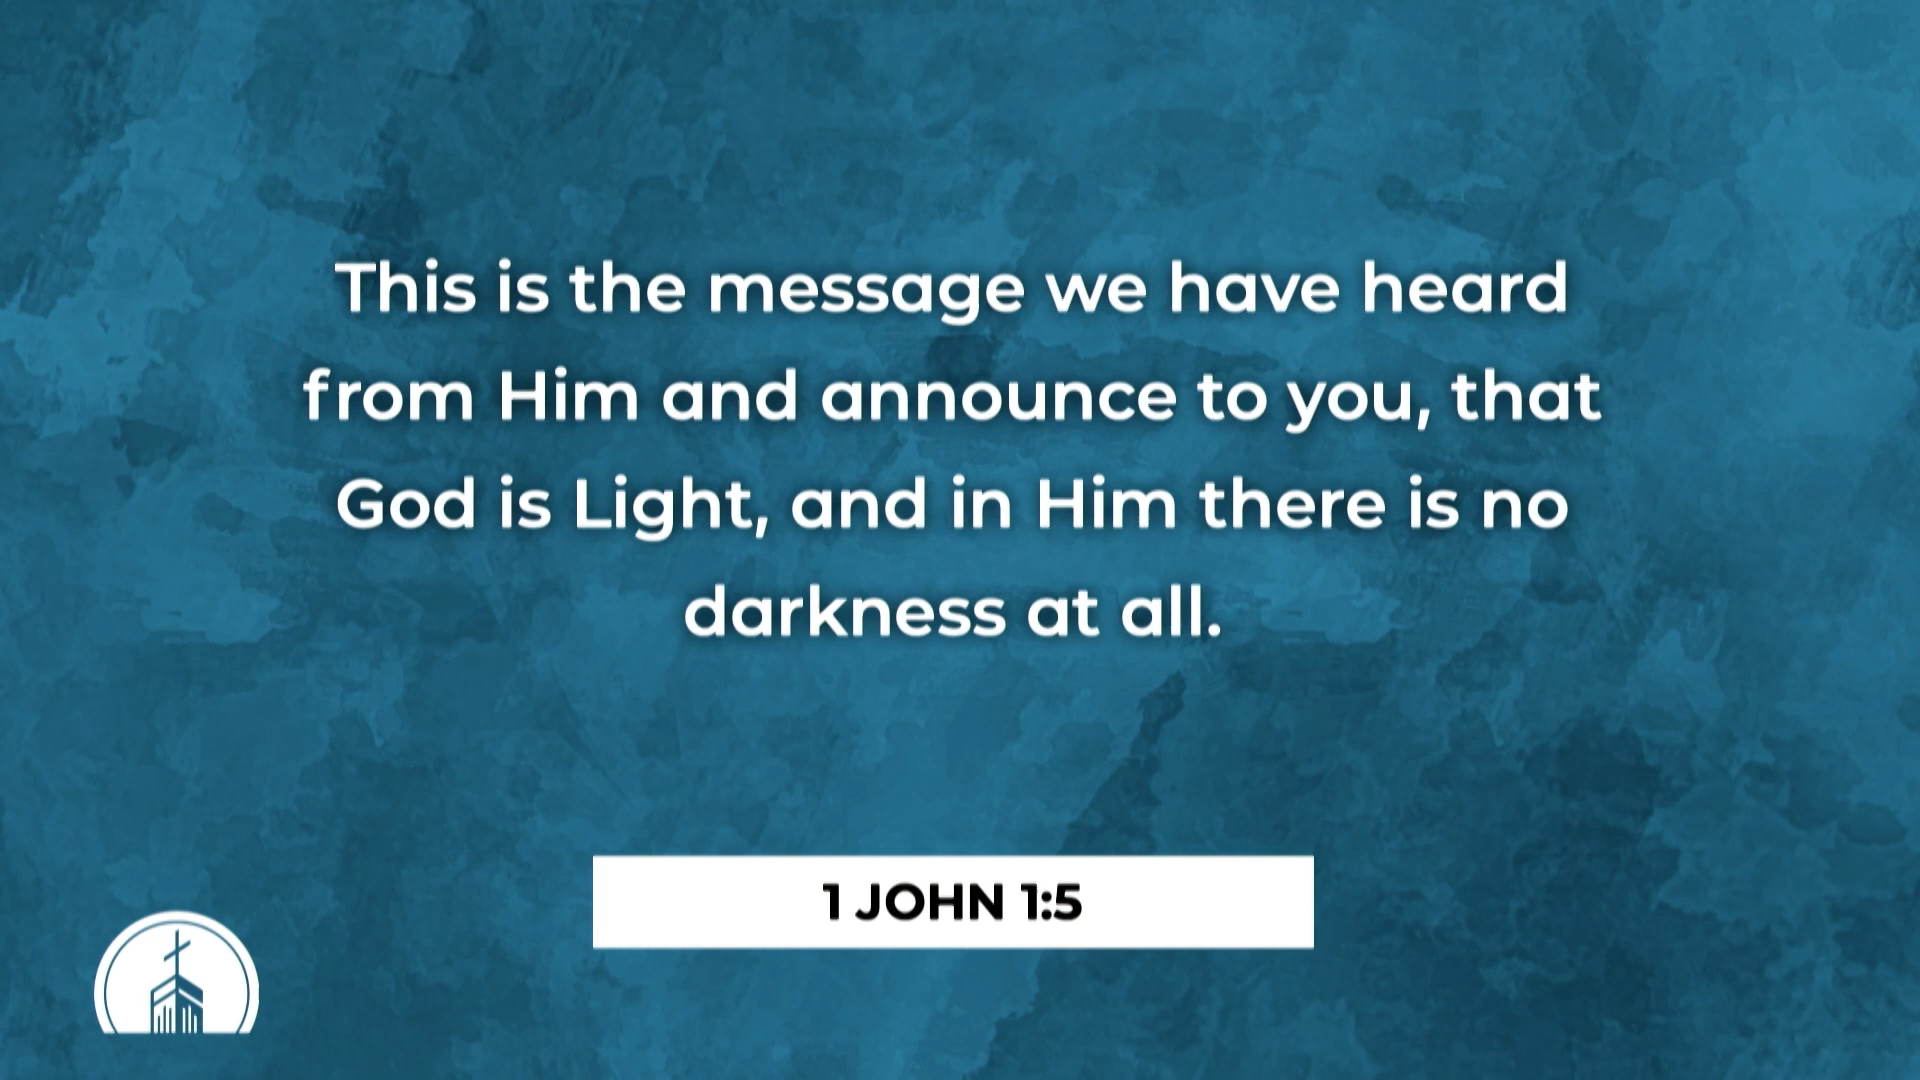 This is the message we have heard
from Him and announce to you, that
God is Light, and in Him there is no
darkness at all.
1 JOHN 1:5